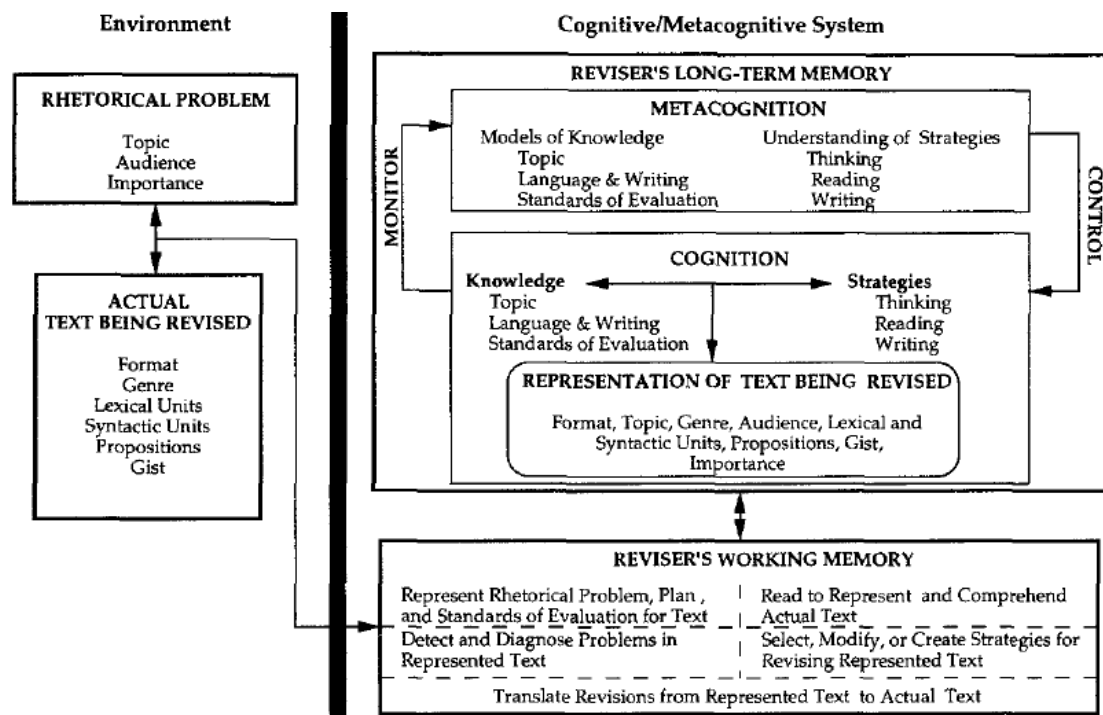 Environment
RHETORICAL PROBLEM
Topic
Audience
Importance
ACTUAL
TEXT BEING REVISED
Format
Genre
Lexical Units
Syntactic Units
Propositions
Gist
Cognitive/Metacognitive System
REVISER'S LONG-TERM MEMORY
METACOGNITION
Models of Knowledge
Topic
Language & Writing
Standards of Evaluation
Understanding of Strategies
Thinking
Reading
Writing
MONITOR
CONTROL
COGNITION
Knowledge
Topic
Language & Writing
Standards of Evaluation
Strategies
Thinking
Reading
Writing
REPRESENTATION OF TEXT BEING REVISED
Format, Topic, Genre, Audience, Lexical and
Syntactic Units, Propositions, Gist,
Importance
REVISER'S WORKING MEMORY
Represent Rhetorical Problem, Plan ,
and Standards of Evaluation for Text
Read to Represent and Comprehend
Actual Text
Detect and Diagnose Problems in
Represented Text
Select, Modify, or Create Strategies for
Revising Represented Text
Translate Revisions from Represented Text to Actual Text